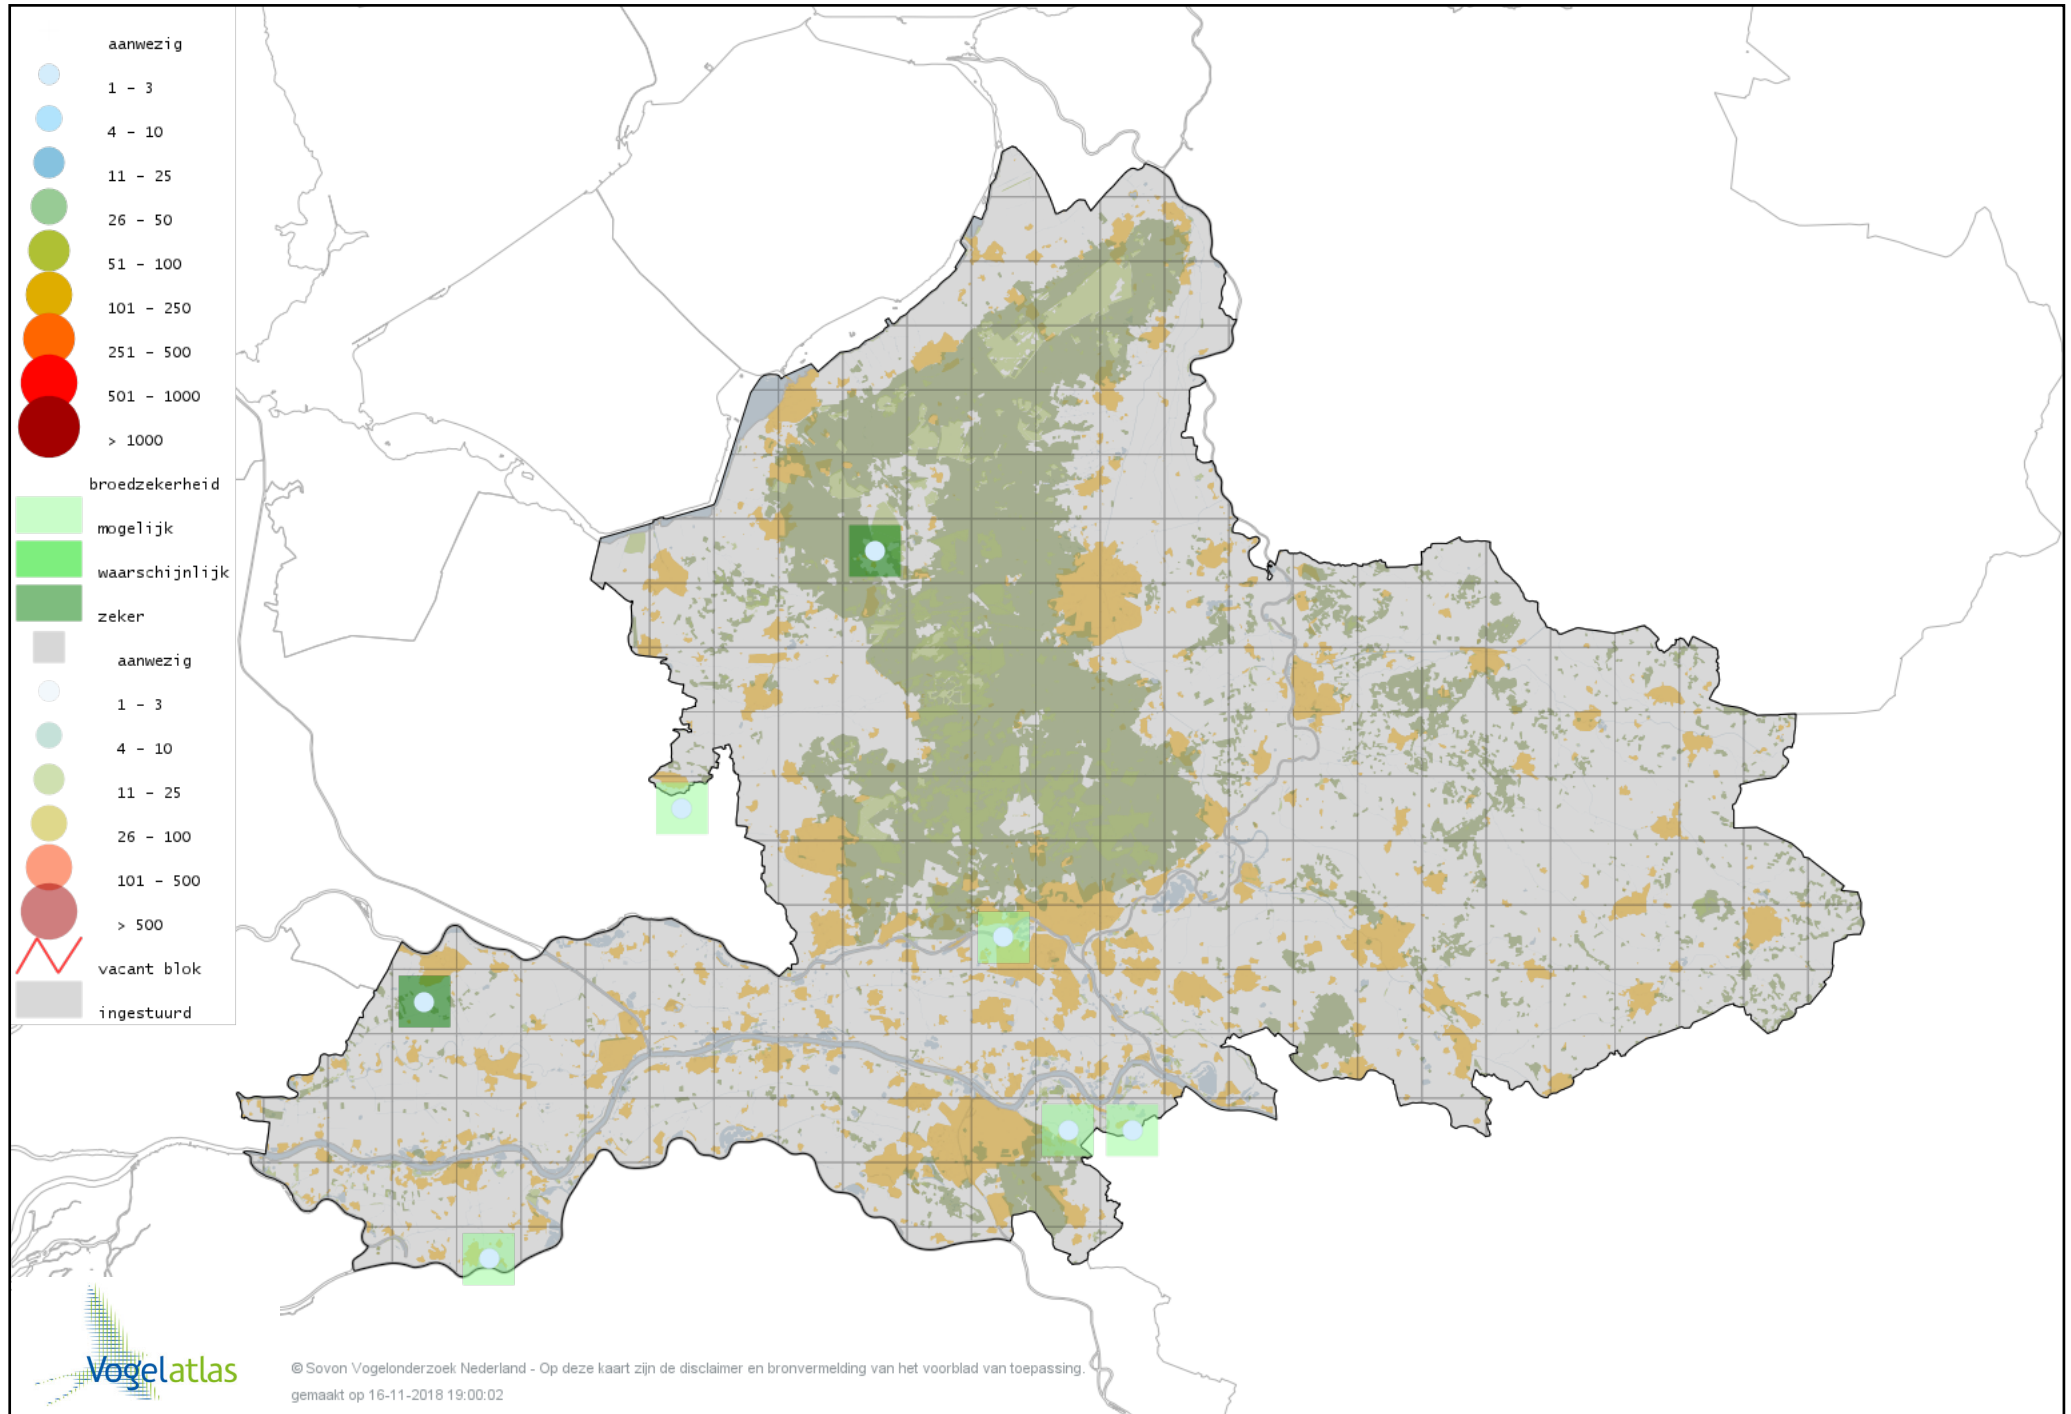 aanwezig
1 - 3
4 - 10
11 - 25
26 - 50
51 - 100
101 - 250
251 - 500
501 - 1000
> 1000
broedzekerheid
mogelijk
waarschijnlijk
zeker
aanwezig
1 - 3
4 - 10
11 - 25
26 - 100
101 - 500
> 500
vacant blok
ingestuurd
Vogelatlas
© Sovon Vogelonderzoek Nederland - Op deze kaart zijn de disclaimer en bronvermelding van het voorblad van toepassing.
gemaakt op 16-11-2018 19:00:02